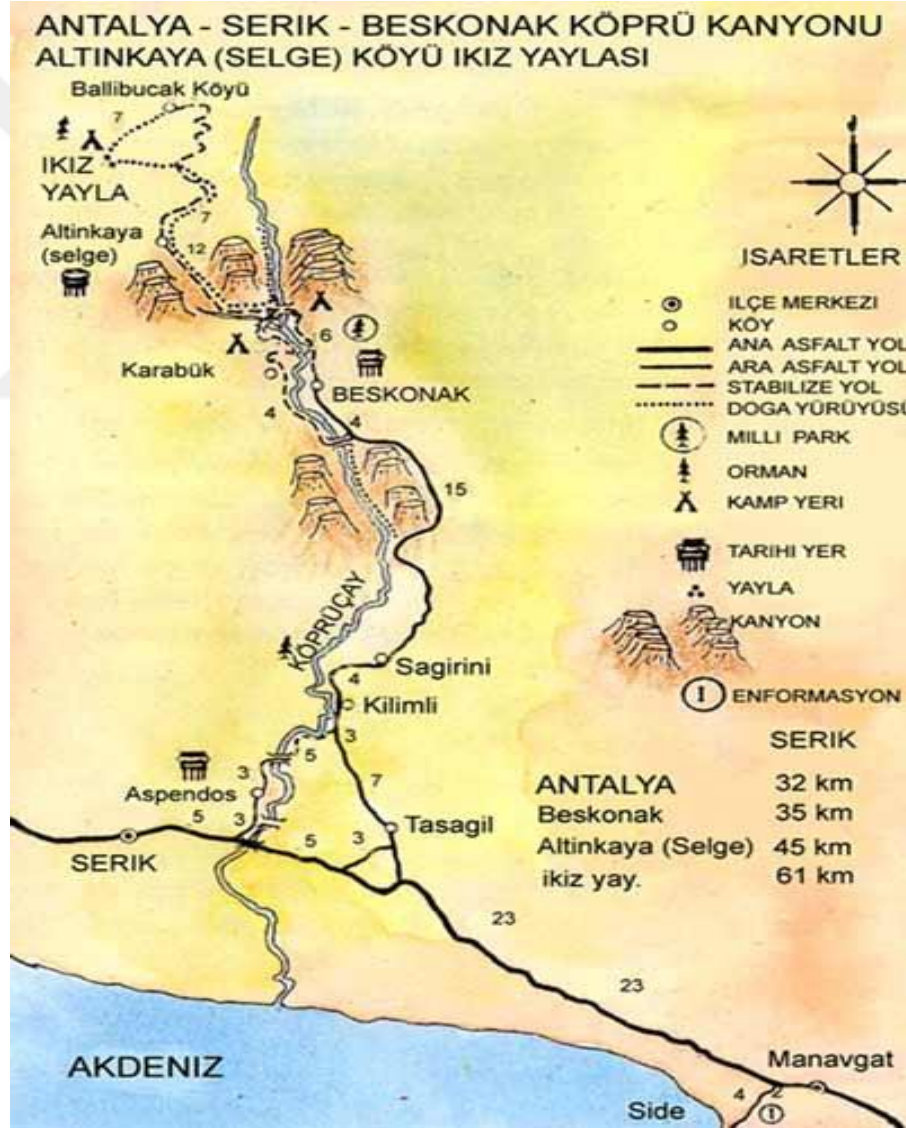 ANTALYA - SERIK - BESKONAK KÖPRÜ KANYONU
ALTINKAYA (SELGE) KÖYÜ IKIZ YAYLASI
Ballibucak Köyü
7
IKIZ
YAYLA
7
Altinkaya
(selge)
12
6
Karabük
BESKONAK
4
4
15
KÖPRÜÇAY
Sagirini
4
Kilimli
3
5
3
7
Aspendos
5
3
5
3
Tasagil
SERIK
23
23
AKDENIZ
Manavgat
4
2
Side
I
ISARETLER
ILÇE MERKEZI
KÖY
ANA ASFALT YOL
ARA ASFALT YOL
STABILIZE YOL
DOGA YÜRÜYÜSÜ
MILLI PARK
ORMAN
KAMP YERI
TARIHI YER
YAYLA
KANYON
I ENFORMASYON
SERIK
ANTALYA 32 km
Beskonak 35 km
Altinkaya (Selge) 45 km
ikiz yay. 61 km